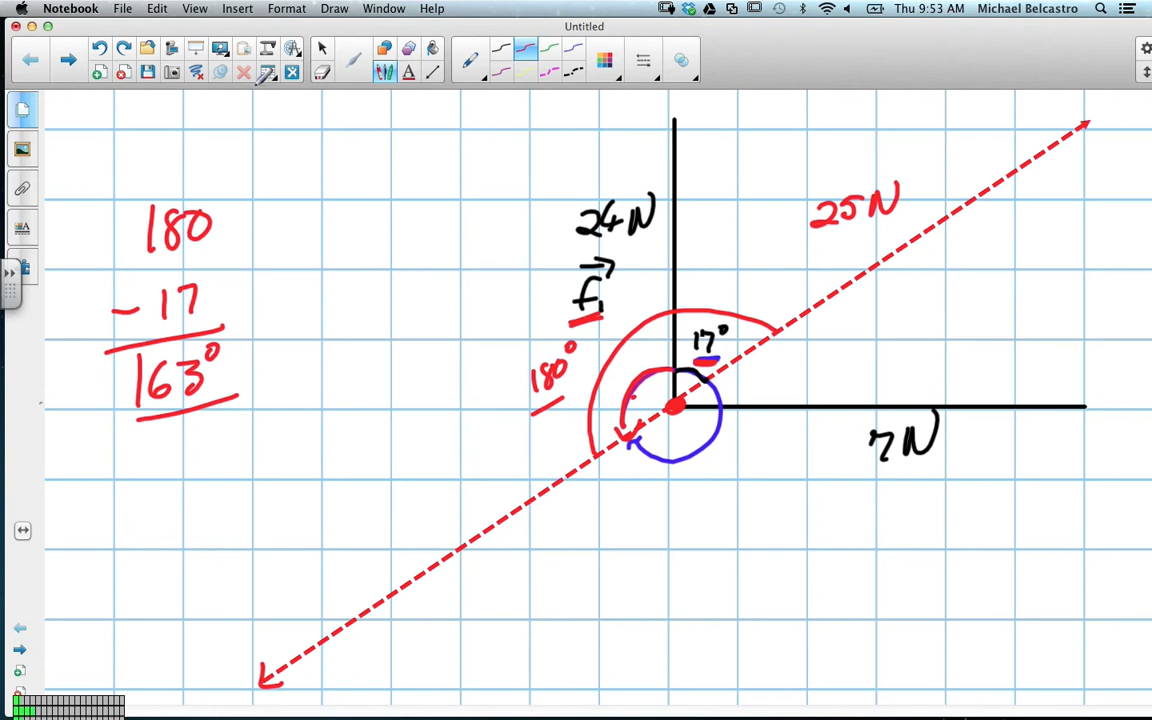 Notebook File Edit View Insert Format Draw Window Help
Thu 9:53 AM Michael Belcastro
Untitled
24N
25N
180
f1
- 17
17°
180°
163°
7N